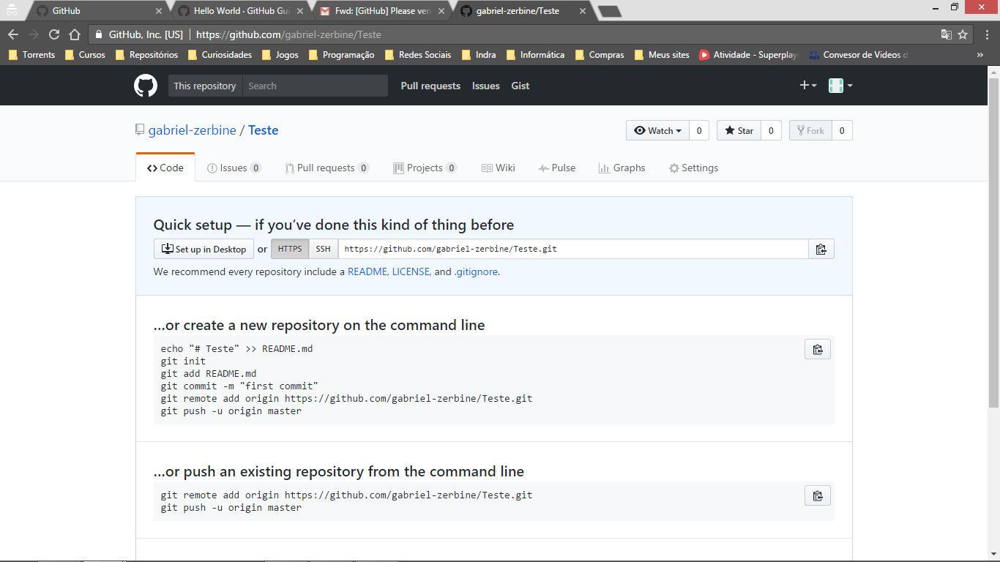 GitHub
Hello World · GitHub Gui
Fwd: [GitHub] Please veri
gabriel-zerbine/Teste
GitHub, Inc. [US] https://github.com/gabriel-zerbine/Teste
Torrents Cursos Repositórios Curiosidades Jogos Programação Redes Sociais Indra Informática Compras Meus sites Atividade - Superplay Convesor de Videos d »
This repository Search Pull requests Issues Gist
gabriel-zerbine / Teste
Watch 0 Star 0 Fork 0
Code Issues 0 Pull requests 0 Projects 0 Wiki Pulse Graphs Settings
Quick setup — if you’ve done this kind of thing before
Set up in Desktop or HTTPS SSH https://github.com/gabriel-zerbine/Teste.git
We recommend every repository include a README, LICENSE, and .gitignore.
…or create a new repository on the command line
echo "# Teste" >> README.md
git init
git add README.md
git commit -m "first commit"
git remote add origin https://github.com/gabriel-zerbine/Teste.git
git push -u origin master
…or push an existing repository from the command line
git remote add origin https://github.com/gabriel-zerbine/Teste.git
git push -u origin master